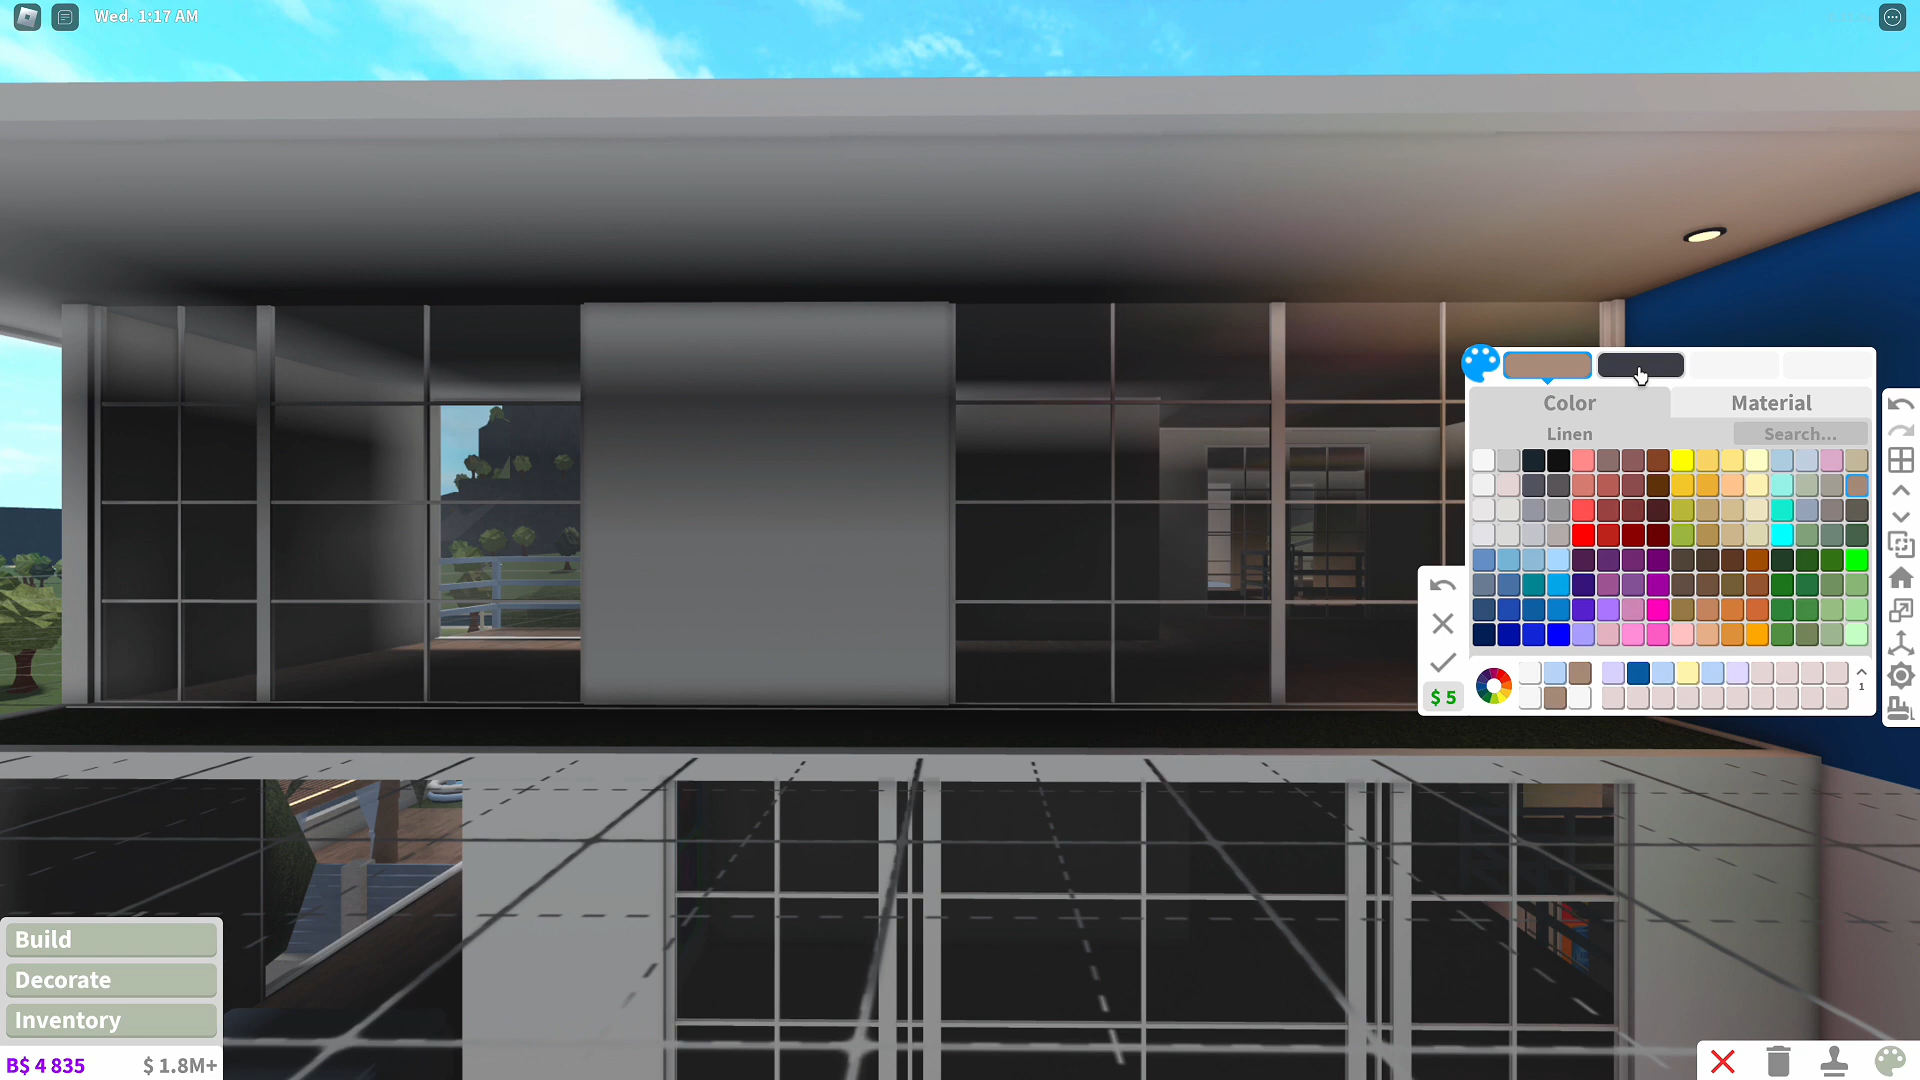 Wed. 1:17 AM
Color
Material
Linen
Search...
$ 5
1
Build
Decorate
Inventory
B$ 4 835
$ 1.8M+